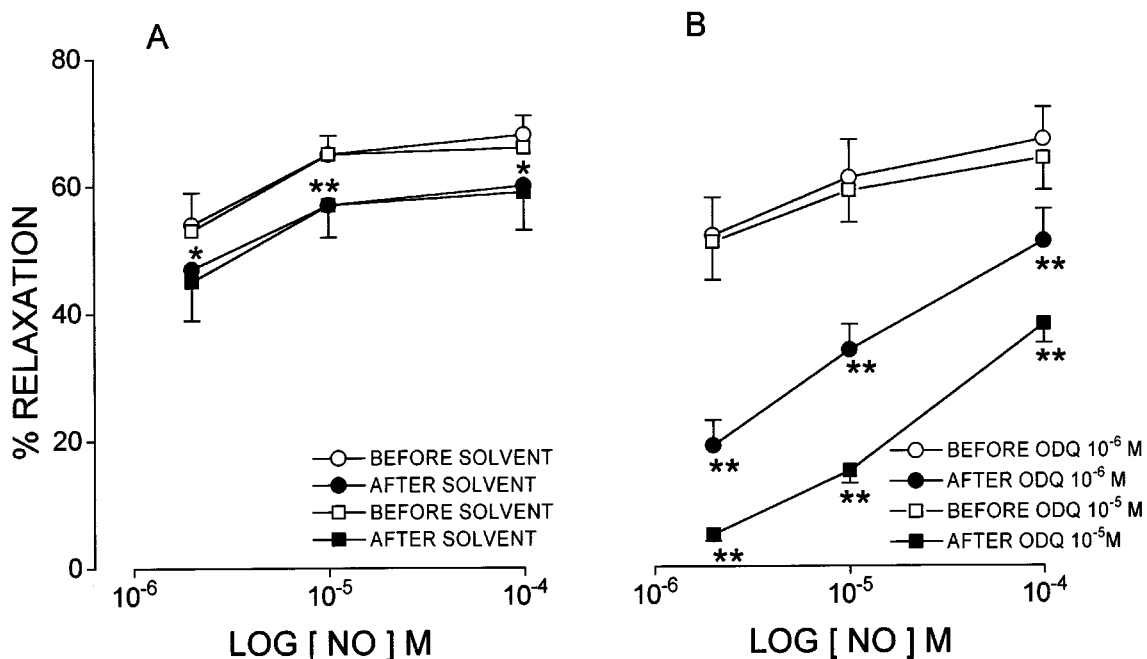 A
B
% RELAXATION
80
60
40
20
0
*
**
*
BEFORE SOLVENT
AFTER SOLVENT
BEFORE SOLVENT
AFTER SOLVENT
10-6
10-5
10-4
LOG [ NO ] M
**
**
**
**
**
**
BEFORE ODQ 10-6 M
AFTER ODQ 10-6 M
BEFORE ODQ 10-5 M
AFTER ODQ 10-5M
10-6
10-5
10-4
LOG [ NO ] M